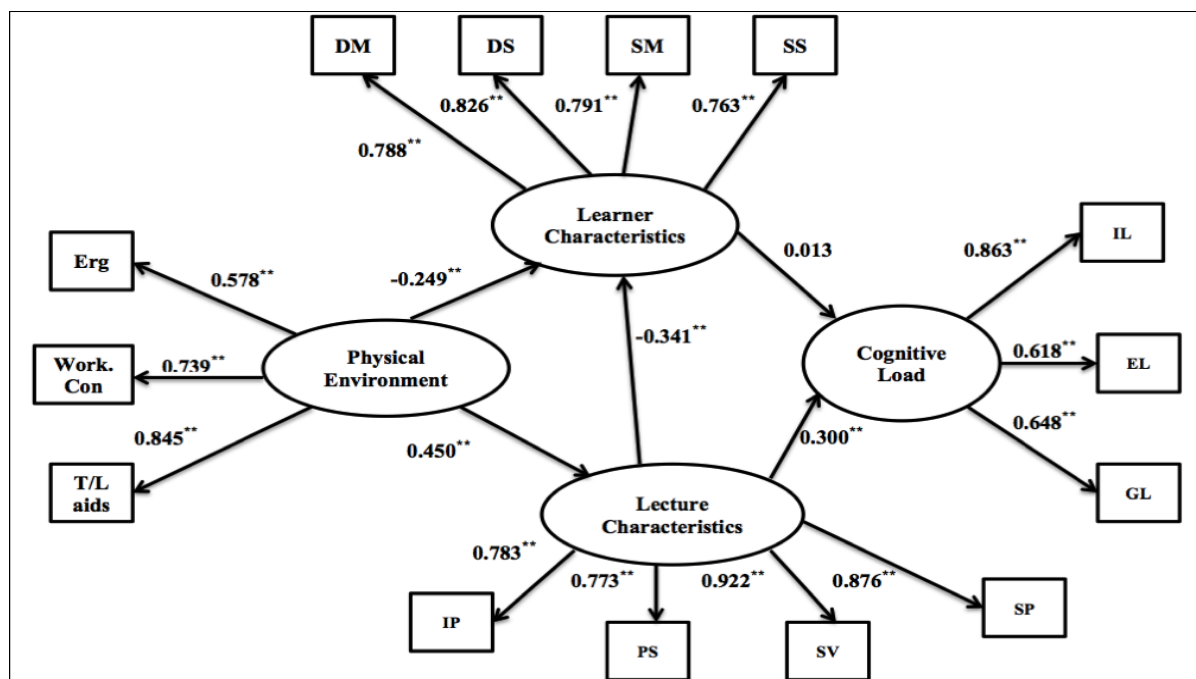 DM
DS
SM
SS
0.788**
0.826**
0.791**
0.763**
Learner
Characteristics
Erg
0.578**
-0.249**
0.013
0.863**
IL
Work.
Con
0.739**
Physical
Environment
-0.341**
Cognitive
Load
0.618**
EL
0.845**
T/L
aids
0.450**
0.300**
0.648**
GL
Lecture
Characteristics
0.783**
0.773**
0.922**
0.876**
IP
PS
SV
SP